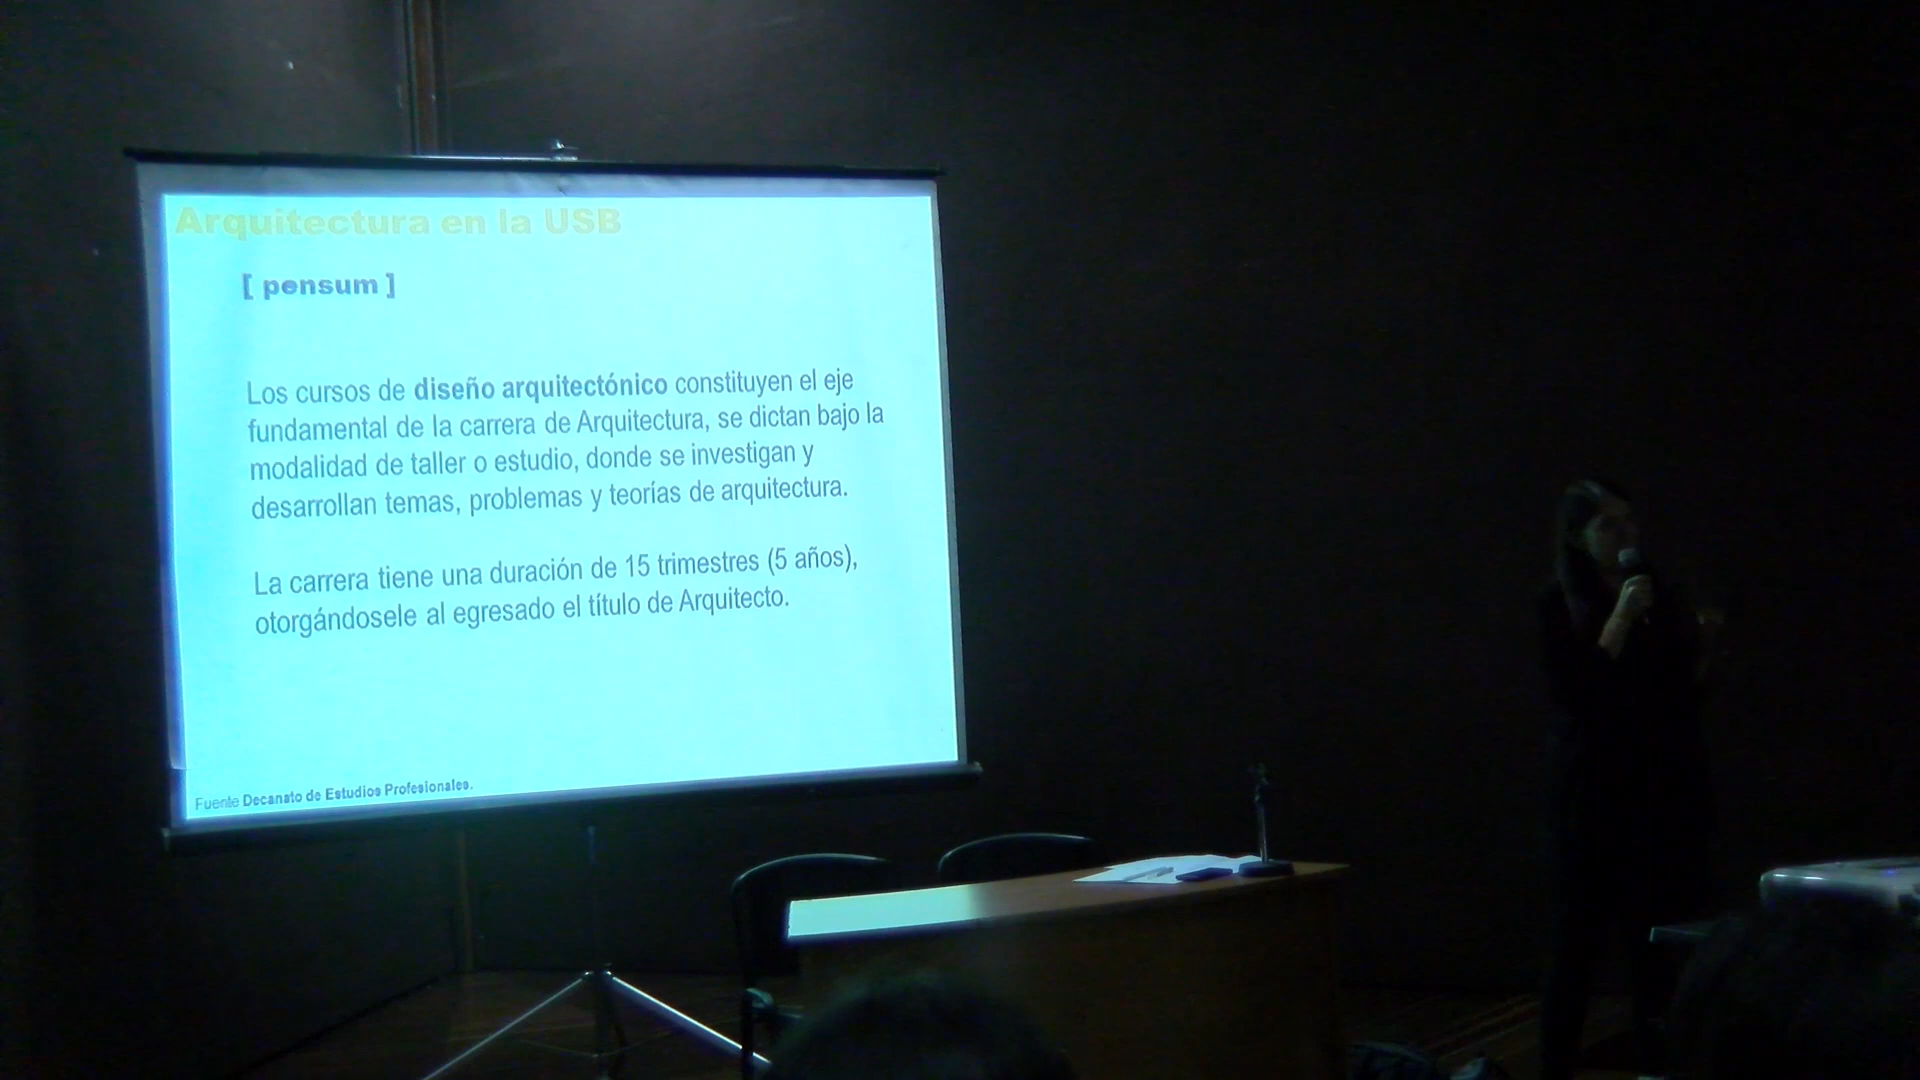 Arquitectura en la USB
[ pensum ]
Los cursos de diseño arquitectónico constituyen el eje
fundamental de la carrera de Arquitectura, se dictan bajo la
modalidad de taller o estudio, donde se investigan y
desarrollan temas, problemas y teorías de arquitectura.
La carrera tiene una duración de 15 trimestres (5 años),
otorgándosele al egresado el título de Arquitecto.
Fuente Decanato de Estudios Profesionales.